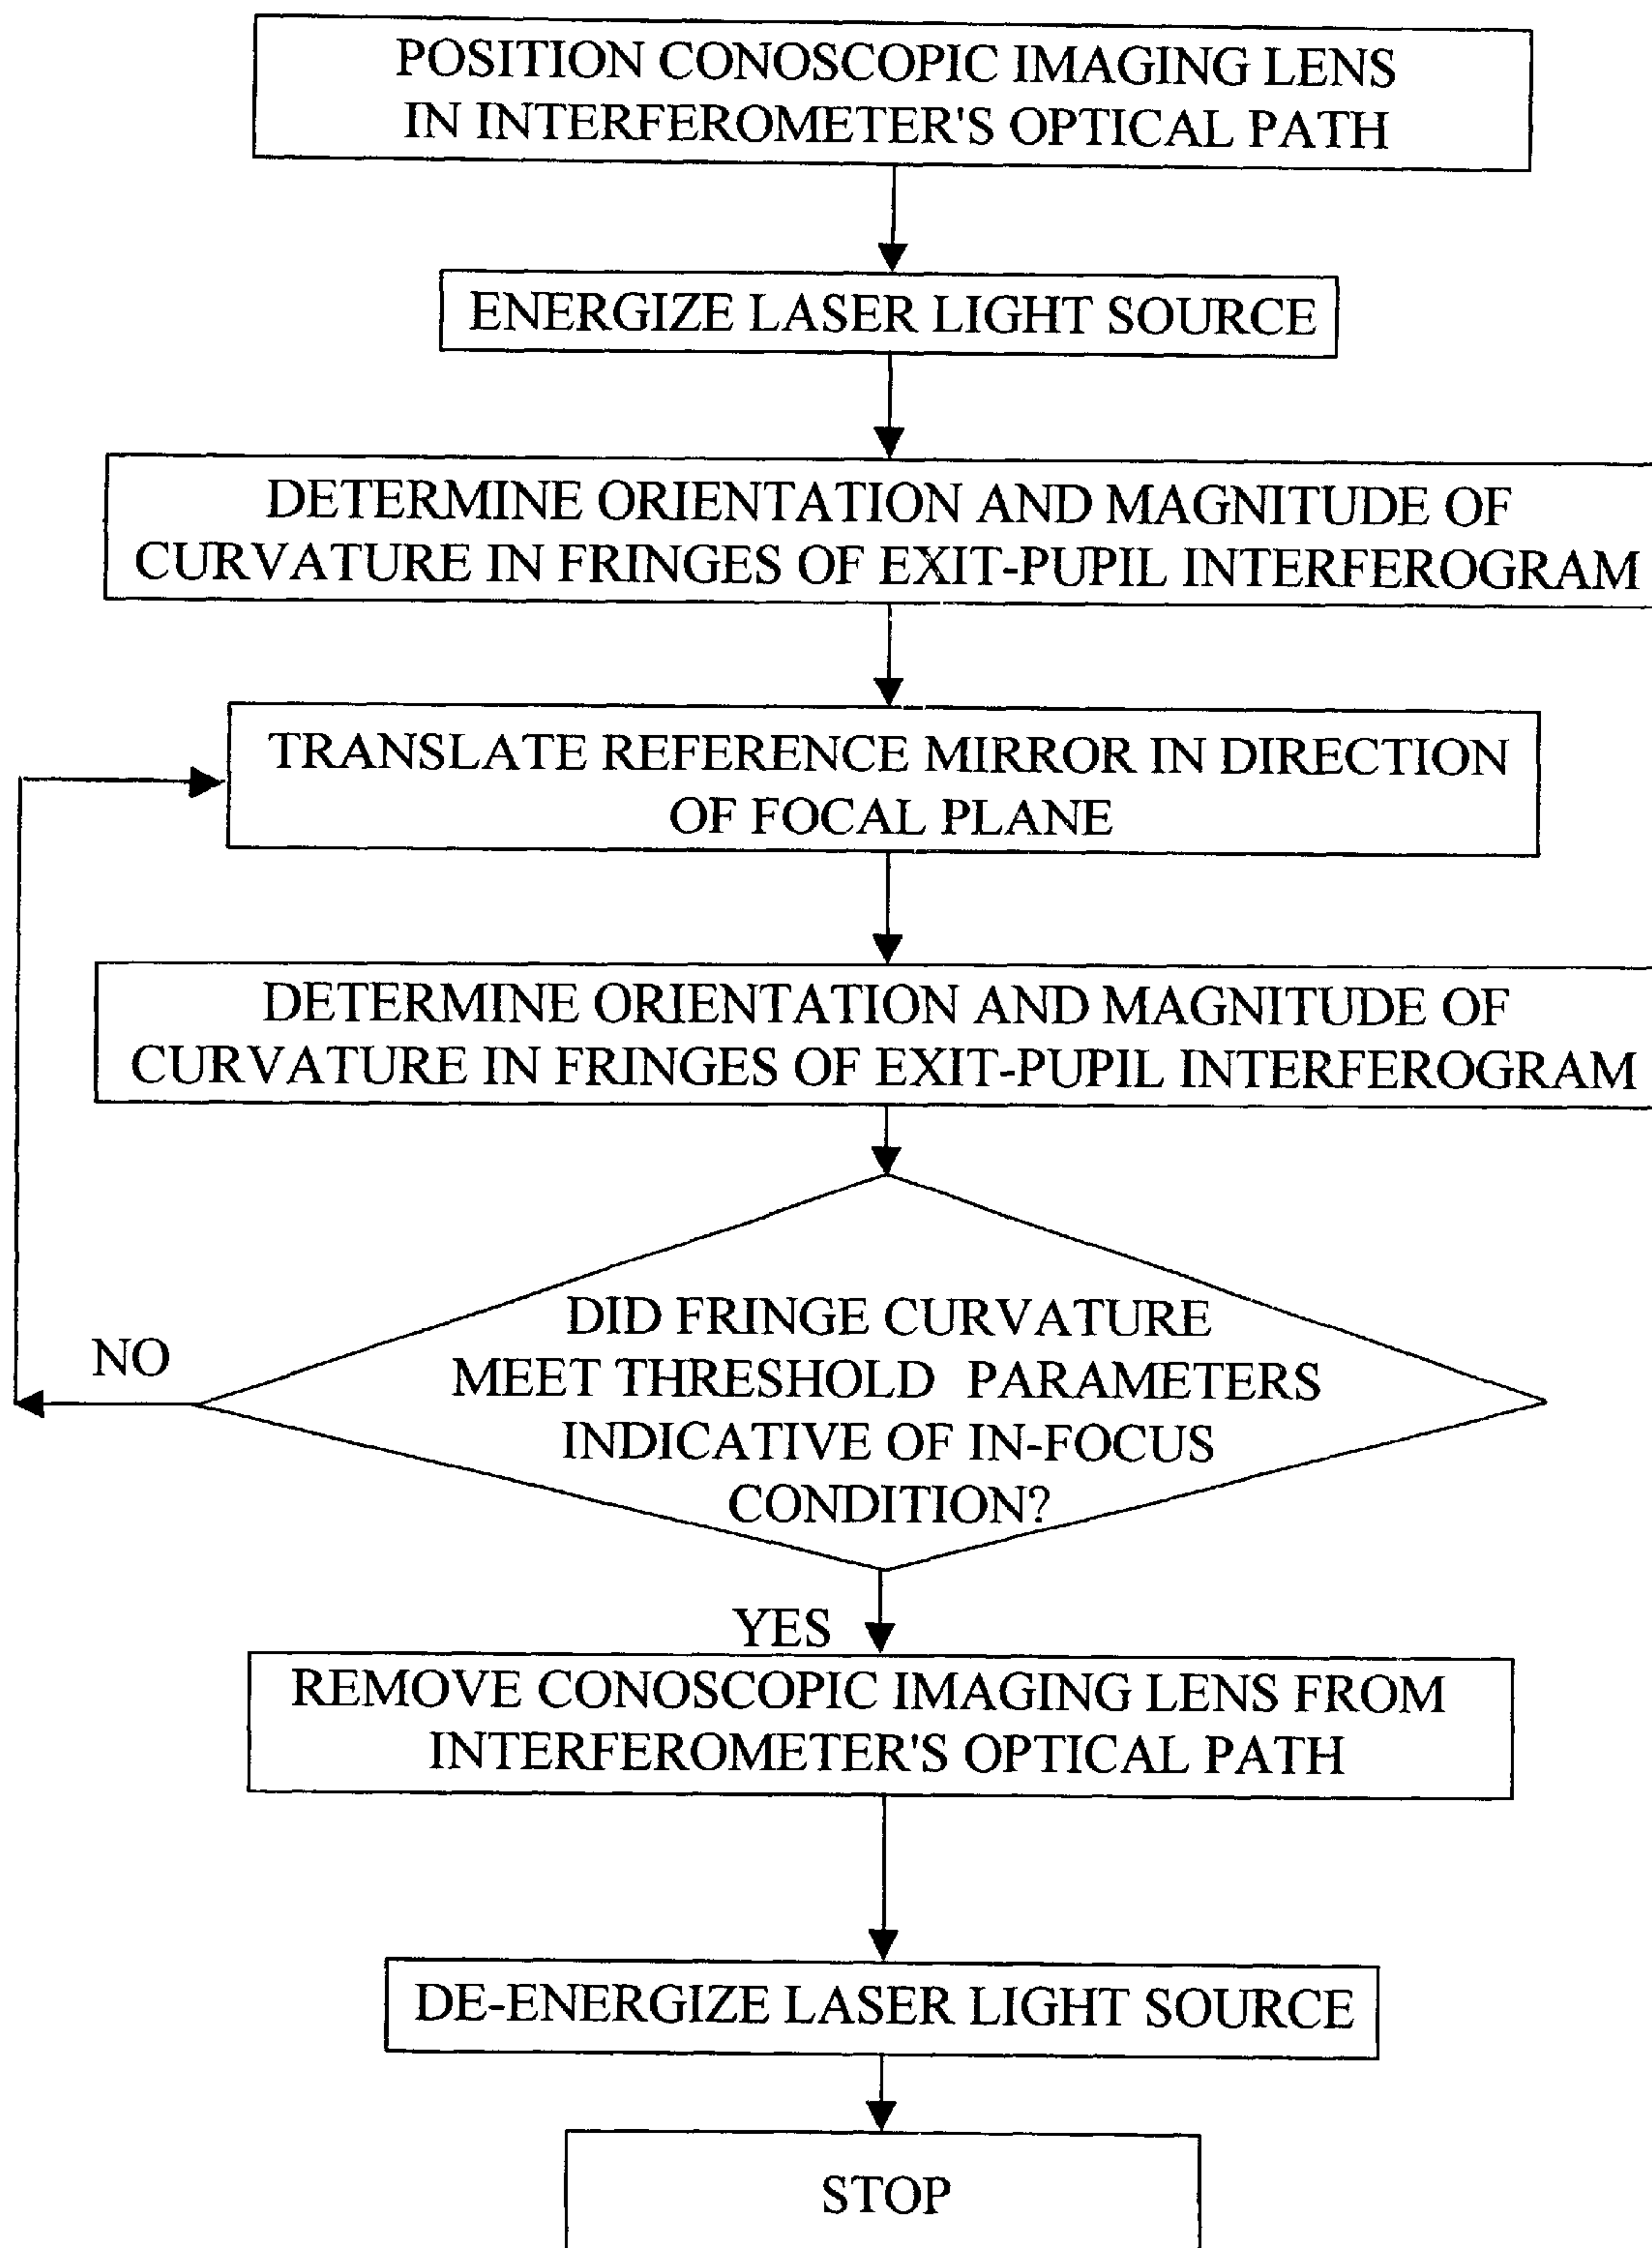 POSITION CONOSCOPIC IMAGING LENS
IN INTERFEROMETER'S OPTICAL PATH
ENERGIZE LASER LIGHT SOURCE
DETERMINE ORIENTATION AND MAGNITUDE OF
CURVATURE IN FRINGES OF EXIT-PUPIL INTERFEROGRAM
TRANSLATE REFERENCE MIRROR IN DIRECTION
OF FOCAL PLANE
DETERMINE ORIENTATION AND MAGNITUDE OF
CURVATURE IN FRINGES OF EXIT-PUPIL INTERFEROGRAM
DID FRINGE CURVATURE
NO
MEET THRESHOLD PARAMETERS
INDICATIVE OF IN-FOCUS
CONDITION?
YES
REMOVE CONOSCOPIC IMAGING LENS FROM
INTERFEROMETER'S OPTICAL PATH
DE-ENERGIZE LASER LIGHT SOURCE
STOP